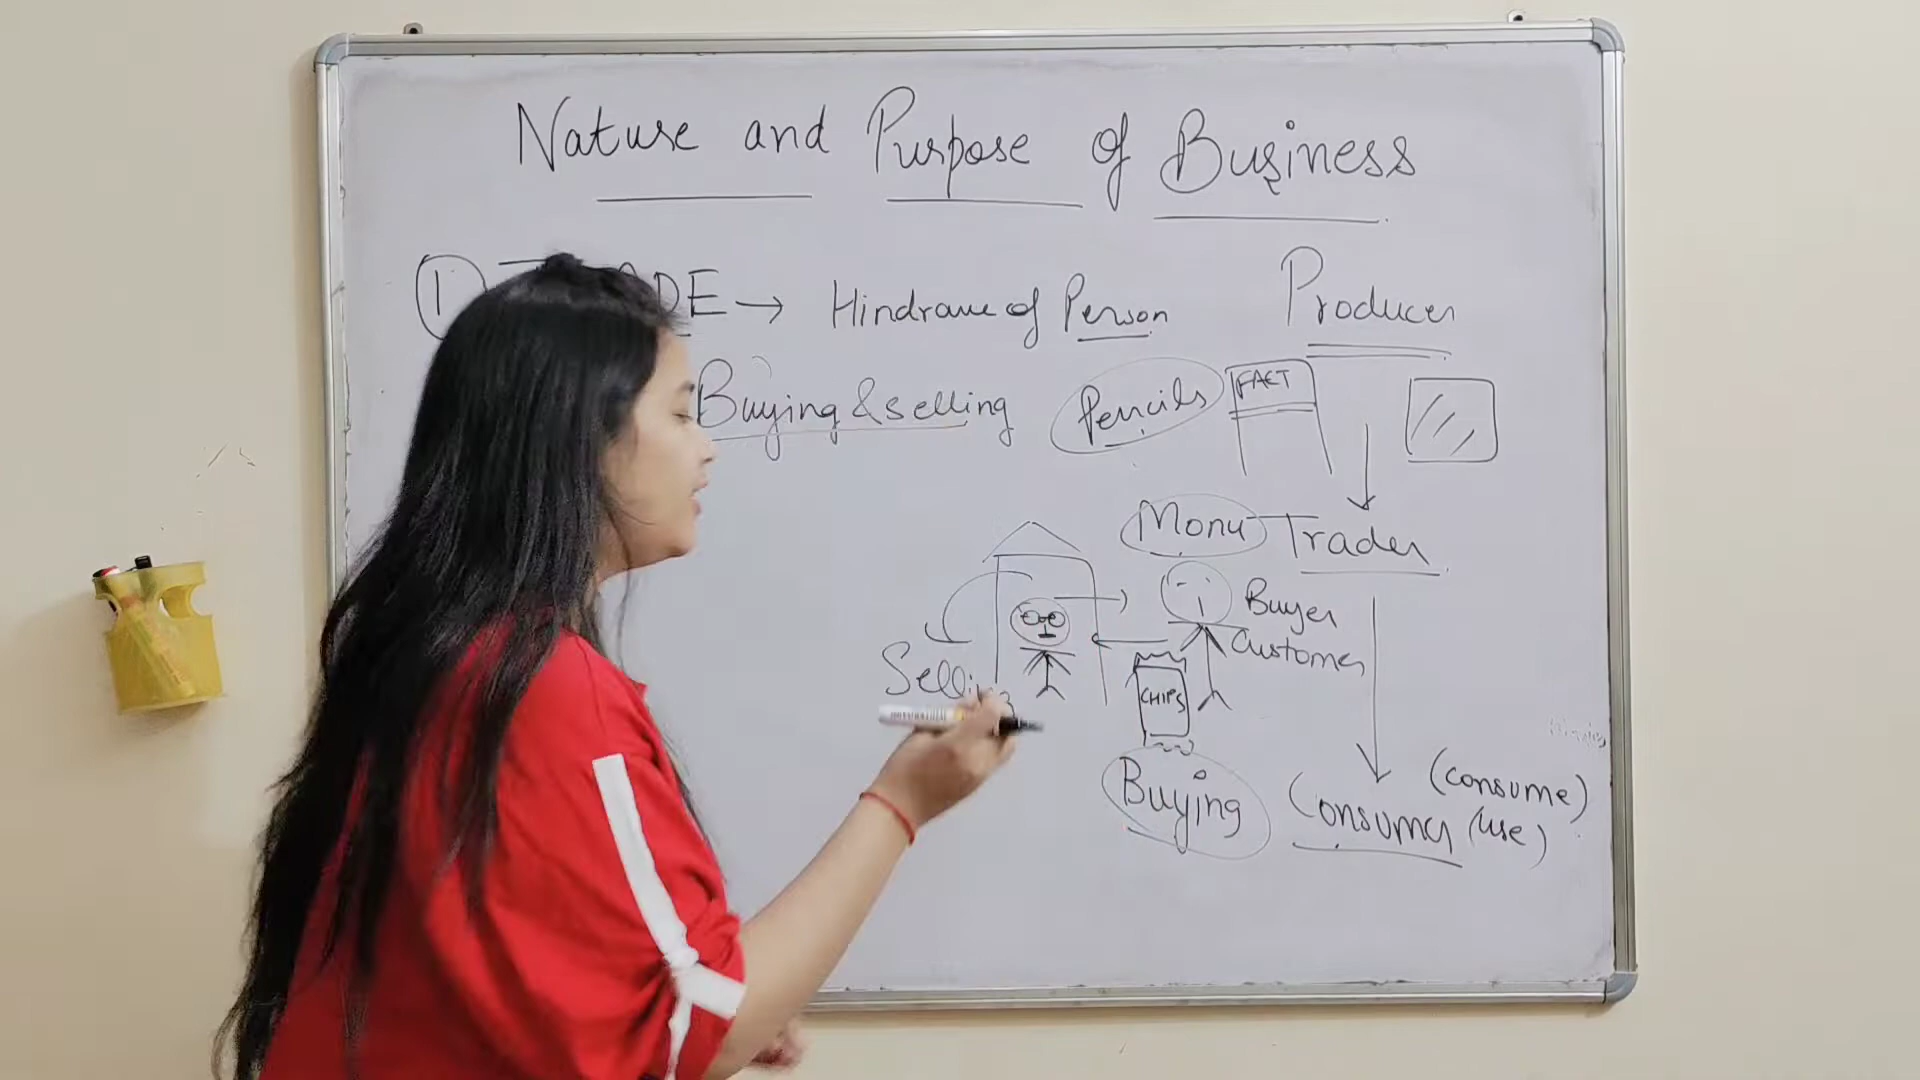 Nature and Purpose of Business
1 TRADE → Hindrance of Person
Buying & selling
Producer
Pencils
FACT
Monu
Trader
Buyer
Customer
Selling
CHIPS
Buying
(consume)
Consumer (use)